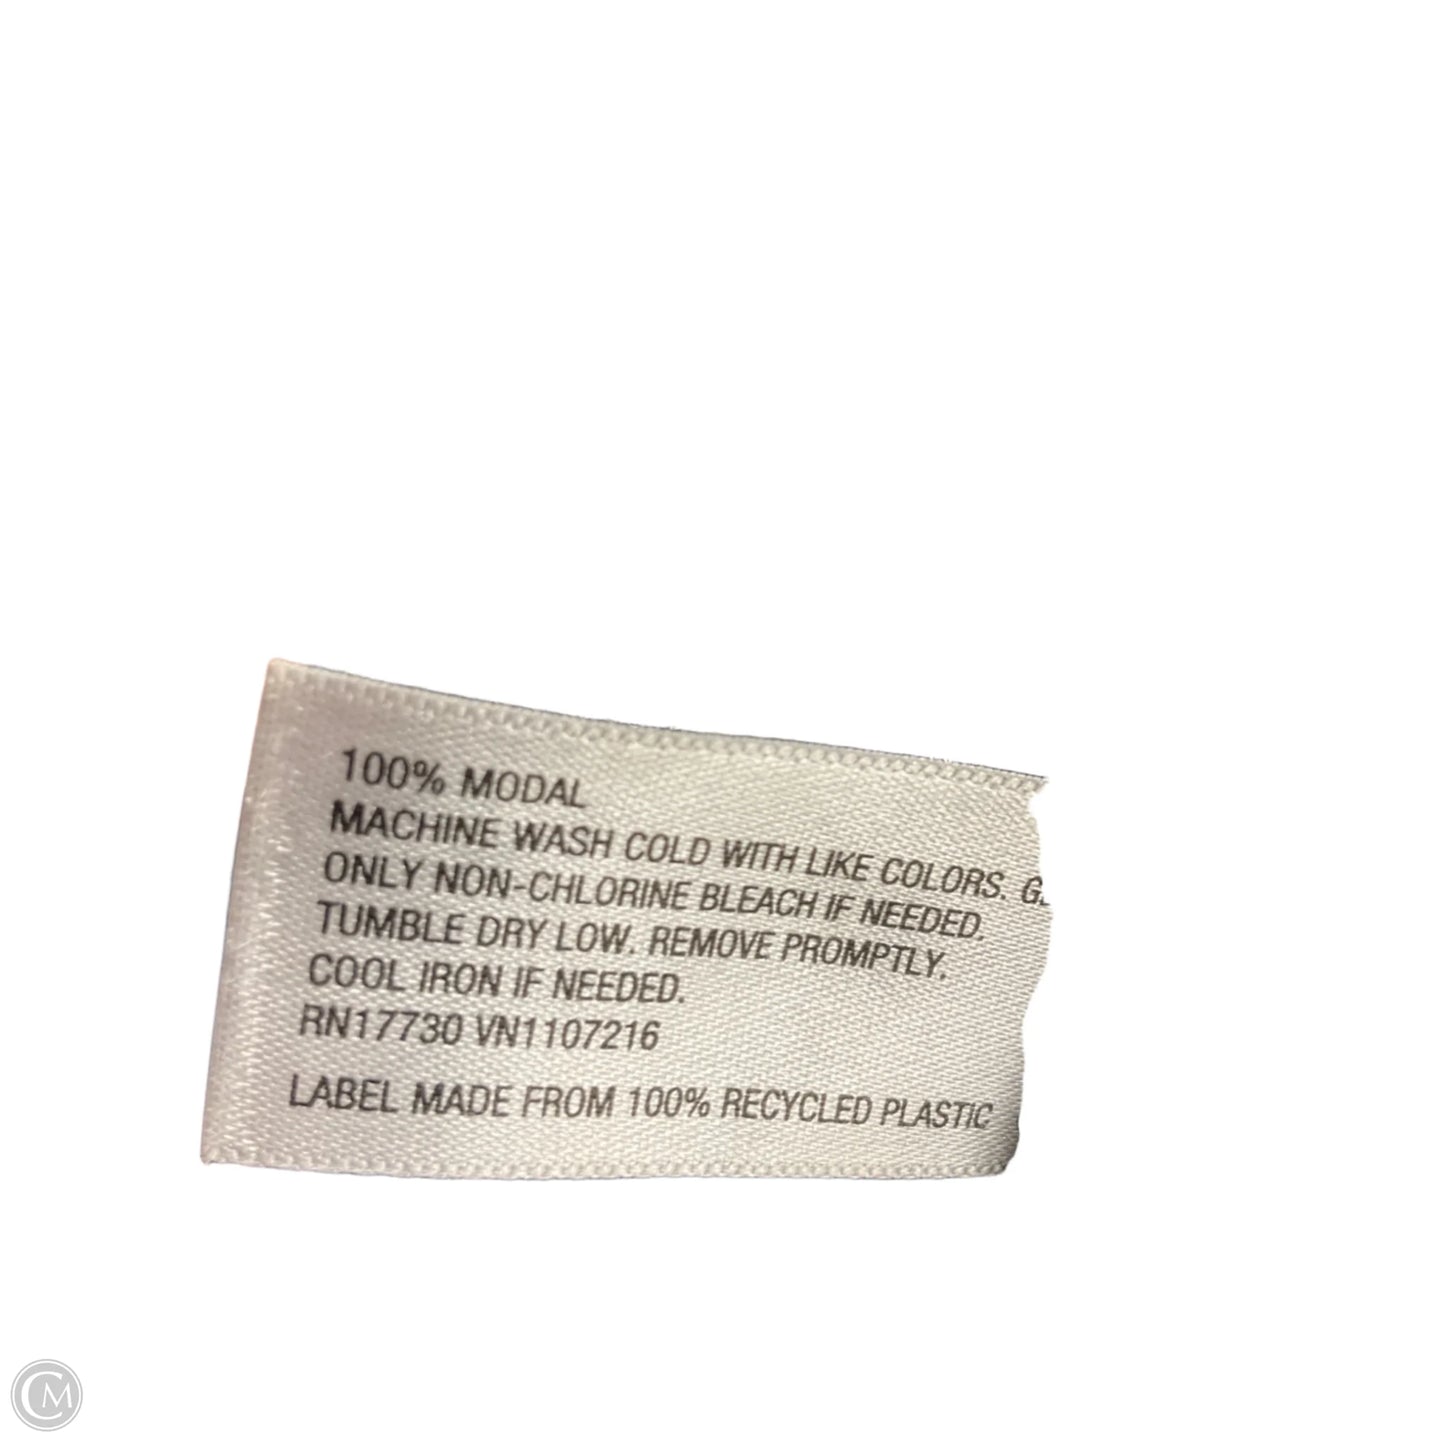 100% MODAL
MACHINE WASH COLD WITH LIKE COLORS.
ONLY NON-CHLORINE BLEACH IF NEEDED.
TUMBLE DRY LOW. REMOVE PROMPTLY.
COOL IRON IF NEEDED.
RN17730 VN1107216
LABEL MADE FROM 100% RECYCLED PLASTIC
CM